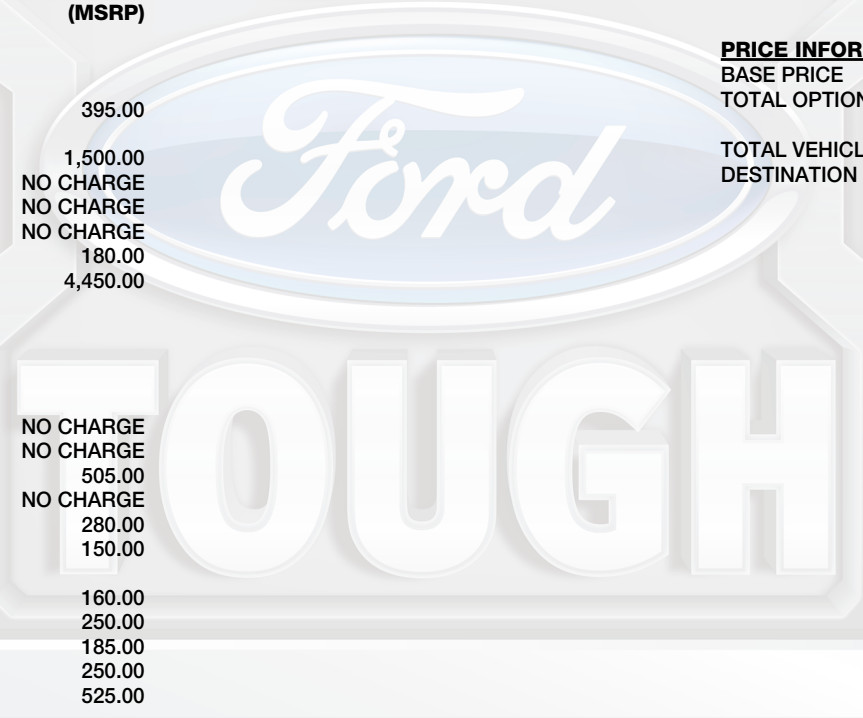 (MSRP)
395.00
1,500.00
NO CHARGE
NO CHARGE
NO CHARGE
180.00
4,450.00
NO CHARGE
NO CHARGE
505.00
NO CHARGE
280.00
150.00
160.00
250.00
185.00
250.00
525.00
PRICE INFOR
BASE PRICE
TOTAL OPTION
TOTAL VEHICL
DESTINATION
Ford
TOUGH